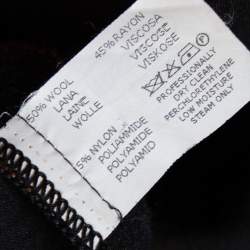 50% WOOL
LANA
LAINE
WOLLE
5% NYLON
POLIAMMIDE
POLYAMIDE
POLYAMID
45% RAYON
VISCOSA
VISCOSE
VISKOSE
PROFESSIONALLY
DRY CLEAN
PERCHLORETHYLENE
LOW MOISTURE
STEAM ONLY